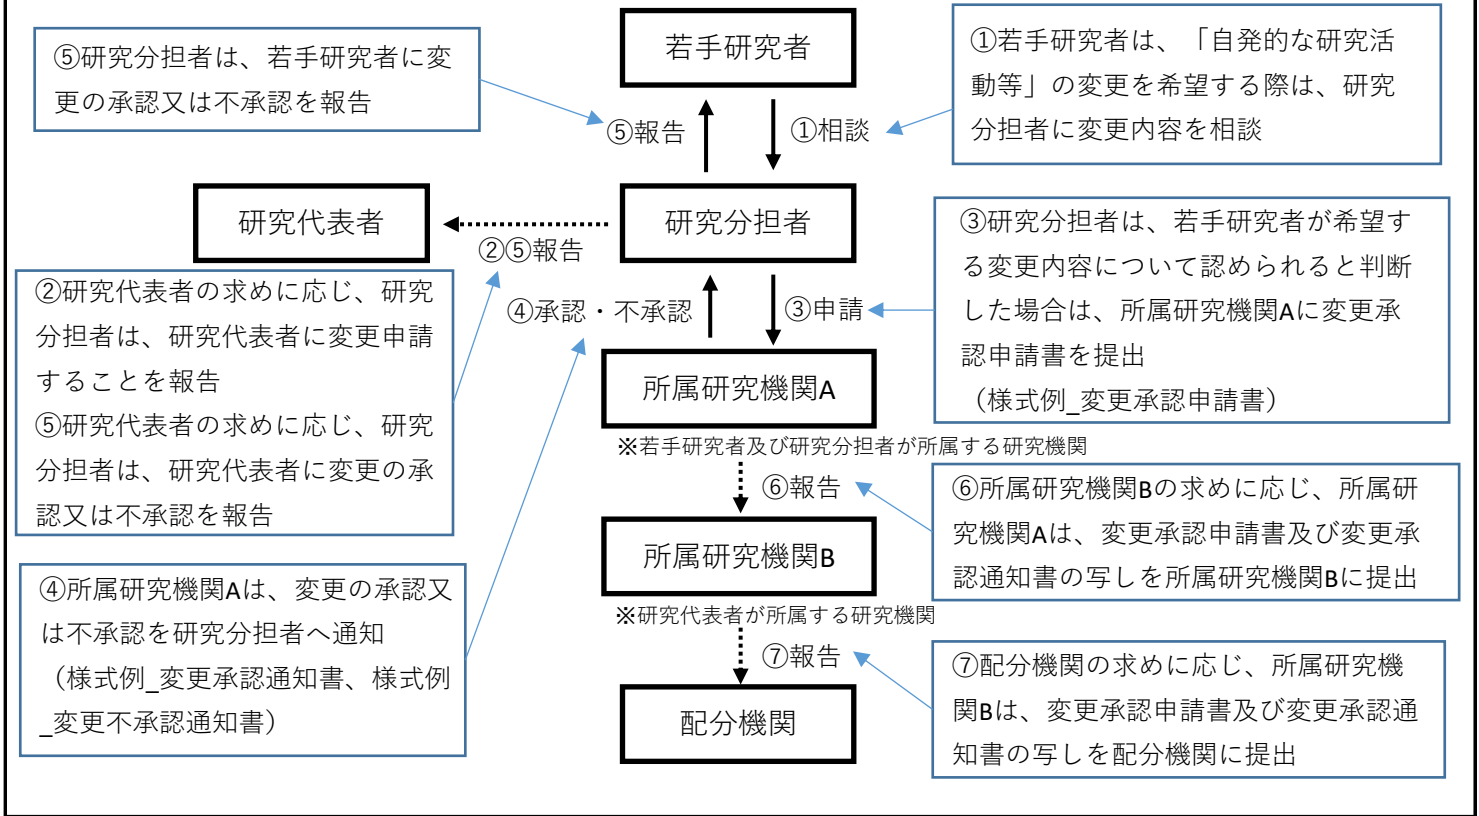 ⑤研究分担者は、若手研究者に変
更の承認又は不承認を報告
若手研究者
①若手研究者は、「自発的な研究活
動等」の変更を希望する際は、研究
分担者に変更内容を相談
⑤報告
①相談
研究代表者
研究分担者
②⑤報告
③研究分担者は、若手研究者が希望す
る変更内容について認められると判断
した場合は、所属研究機関Aに変更承
認申請書を提出
（様式例_変更承認申請書）
②研究代表者の求めに応じ、研究
分担者は、研究代表者に変更申請
することを報告
⑤研究代表者の求めに応じ、研究
分担者は、研究代表者に変更の承
認又は不承認を報告
④承認・不承認
③申請
所属研究機関A
※若手研究者及び研究分担者が所属する研究機関
⑥報告
⑥所属研究機関Bの求めに応じ、所属研
究機関Aは、変更承認申請書及び変更承
認通知書の写しを所属研究機関Bに提出
所属研究機関B
※研究代表者が所属する研究機関
④所属研究機関Aは、変更の承認又
は不承認を研究分担者へ通知
（様式例_変更承認通知書、様式例
_変更不承認通知書）
⑦報告
⑦配分機関の求めに応じ、所属研究機
関Bは、変更承認申請書及び変更承認通
知書の写しを配分機関に提出
配分機関